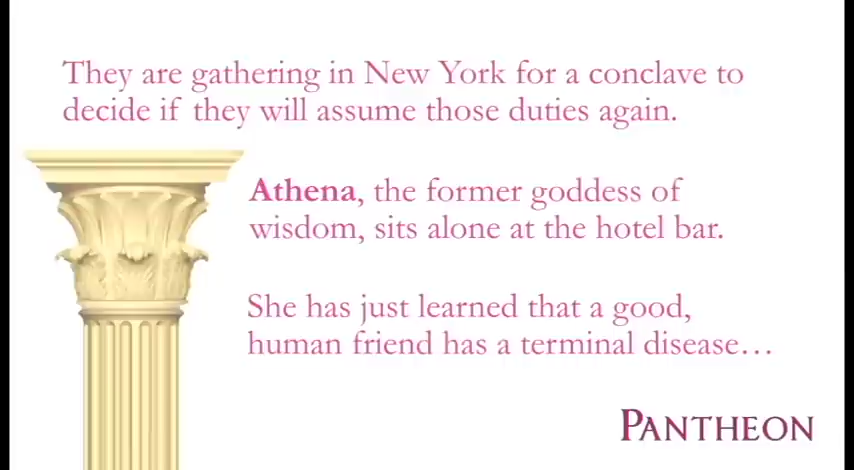 They are gathering in New York for a conclave to
decide if they will assume those duties again.
Athena, the former goddess of
wisdom, sits alone at the hotel bar.
She has just learned that a good,
human friend has a terminal disease…
PANTHEON